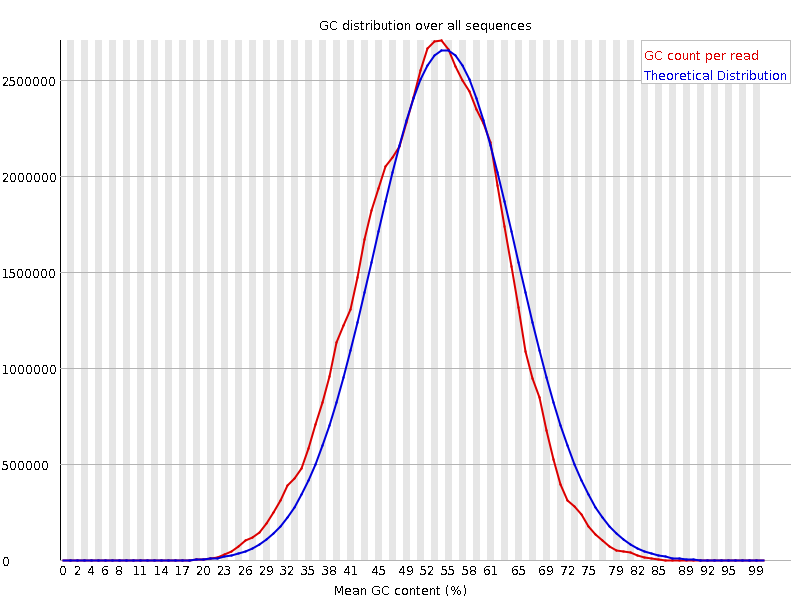 GC distribution over all sequences
GC count per read
Theoretical Distribution
2500000
2000000
1500000
1000000
500000
0
0 2 4 6 8 11 14 17 20 23 26 29 32 35 38 41 45 49 52 55 58 61 65 69 72 75 79 82 85 89 92 95 99
Mean GC content (%)